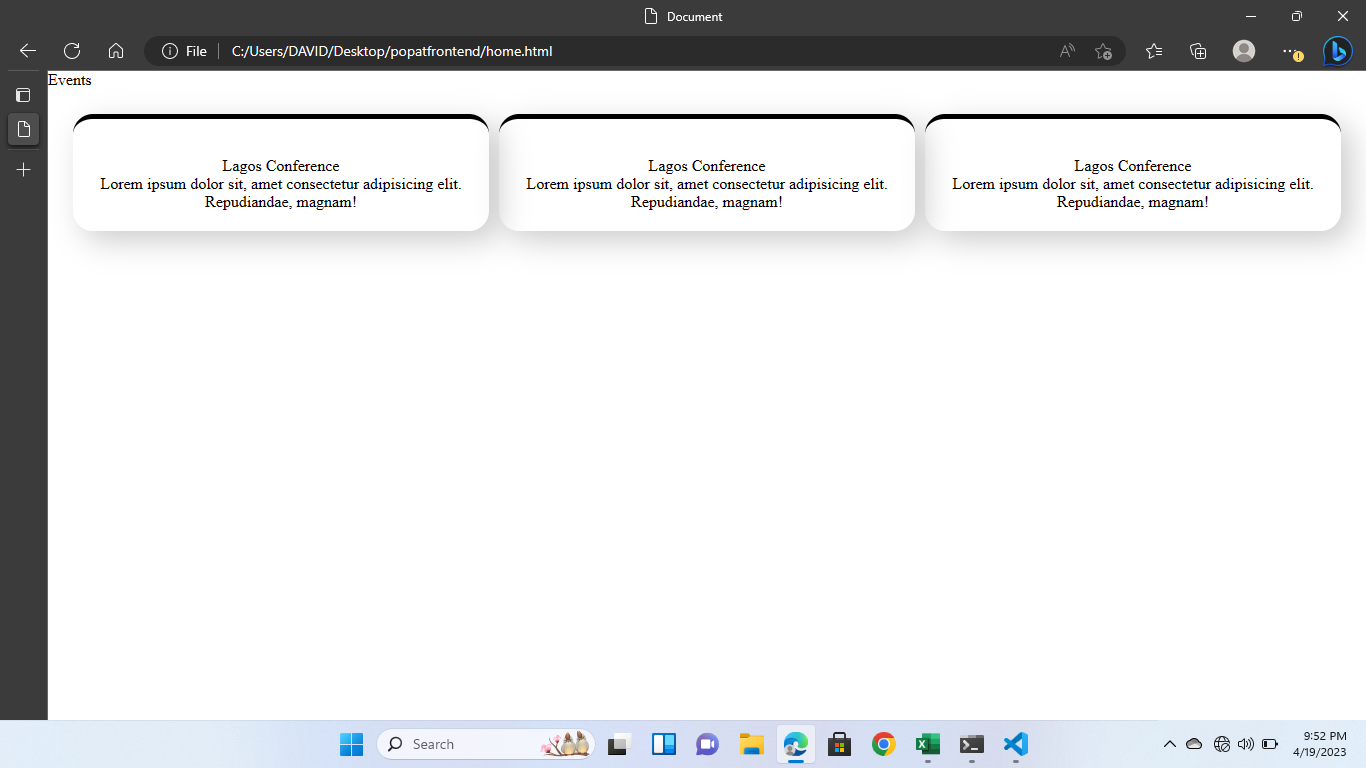 Document
File
C:/Users/DAVID/Desktop/popatfrontend/home.html
Events
Lagos Conference
Lorem ipsum dolor sit, amet consectetur adipisicing elit.
Repudiandae, magnam!
Lagos Conference
Lorem ipsum dolor sit, amet consectetur adipisicing elit.
Repudiandae, magnam!
Lagos Conference
Lorem ipsum dolor sit, amet consectetur adipisicing elit.
Repudiandae, magnam!
Search
9:52 PM
4/19/2023